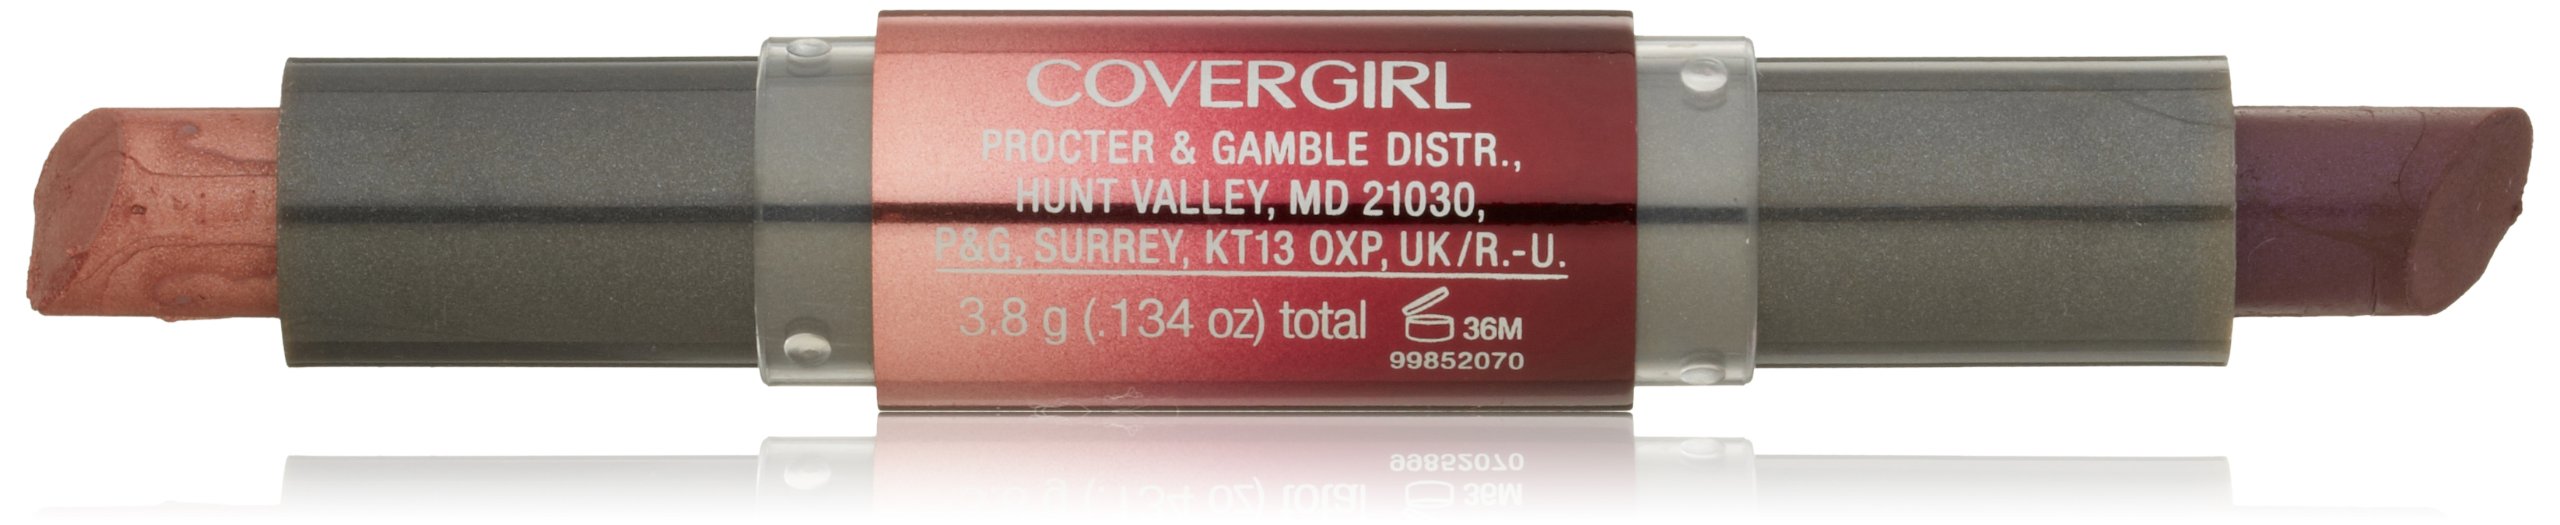 COVERGIRL
PROCTER & GAMBLE DISTR.,
HUNT VALLEY, MD 21030,
P&G, SURREY, KT13 0XP, UK/R.-U.
3.8 g (.134 oz) total 36M
99852070